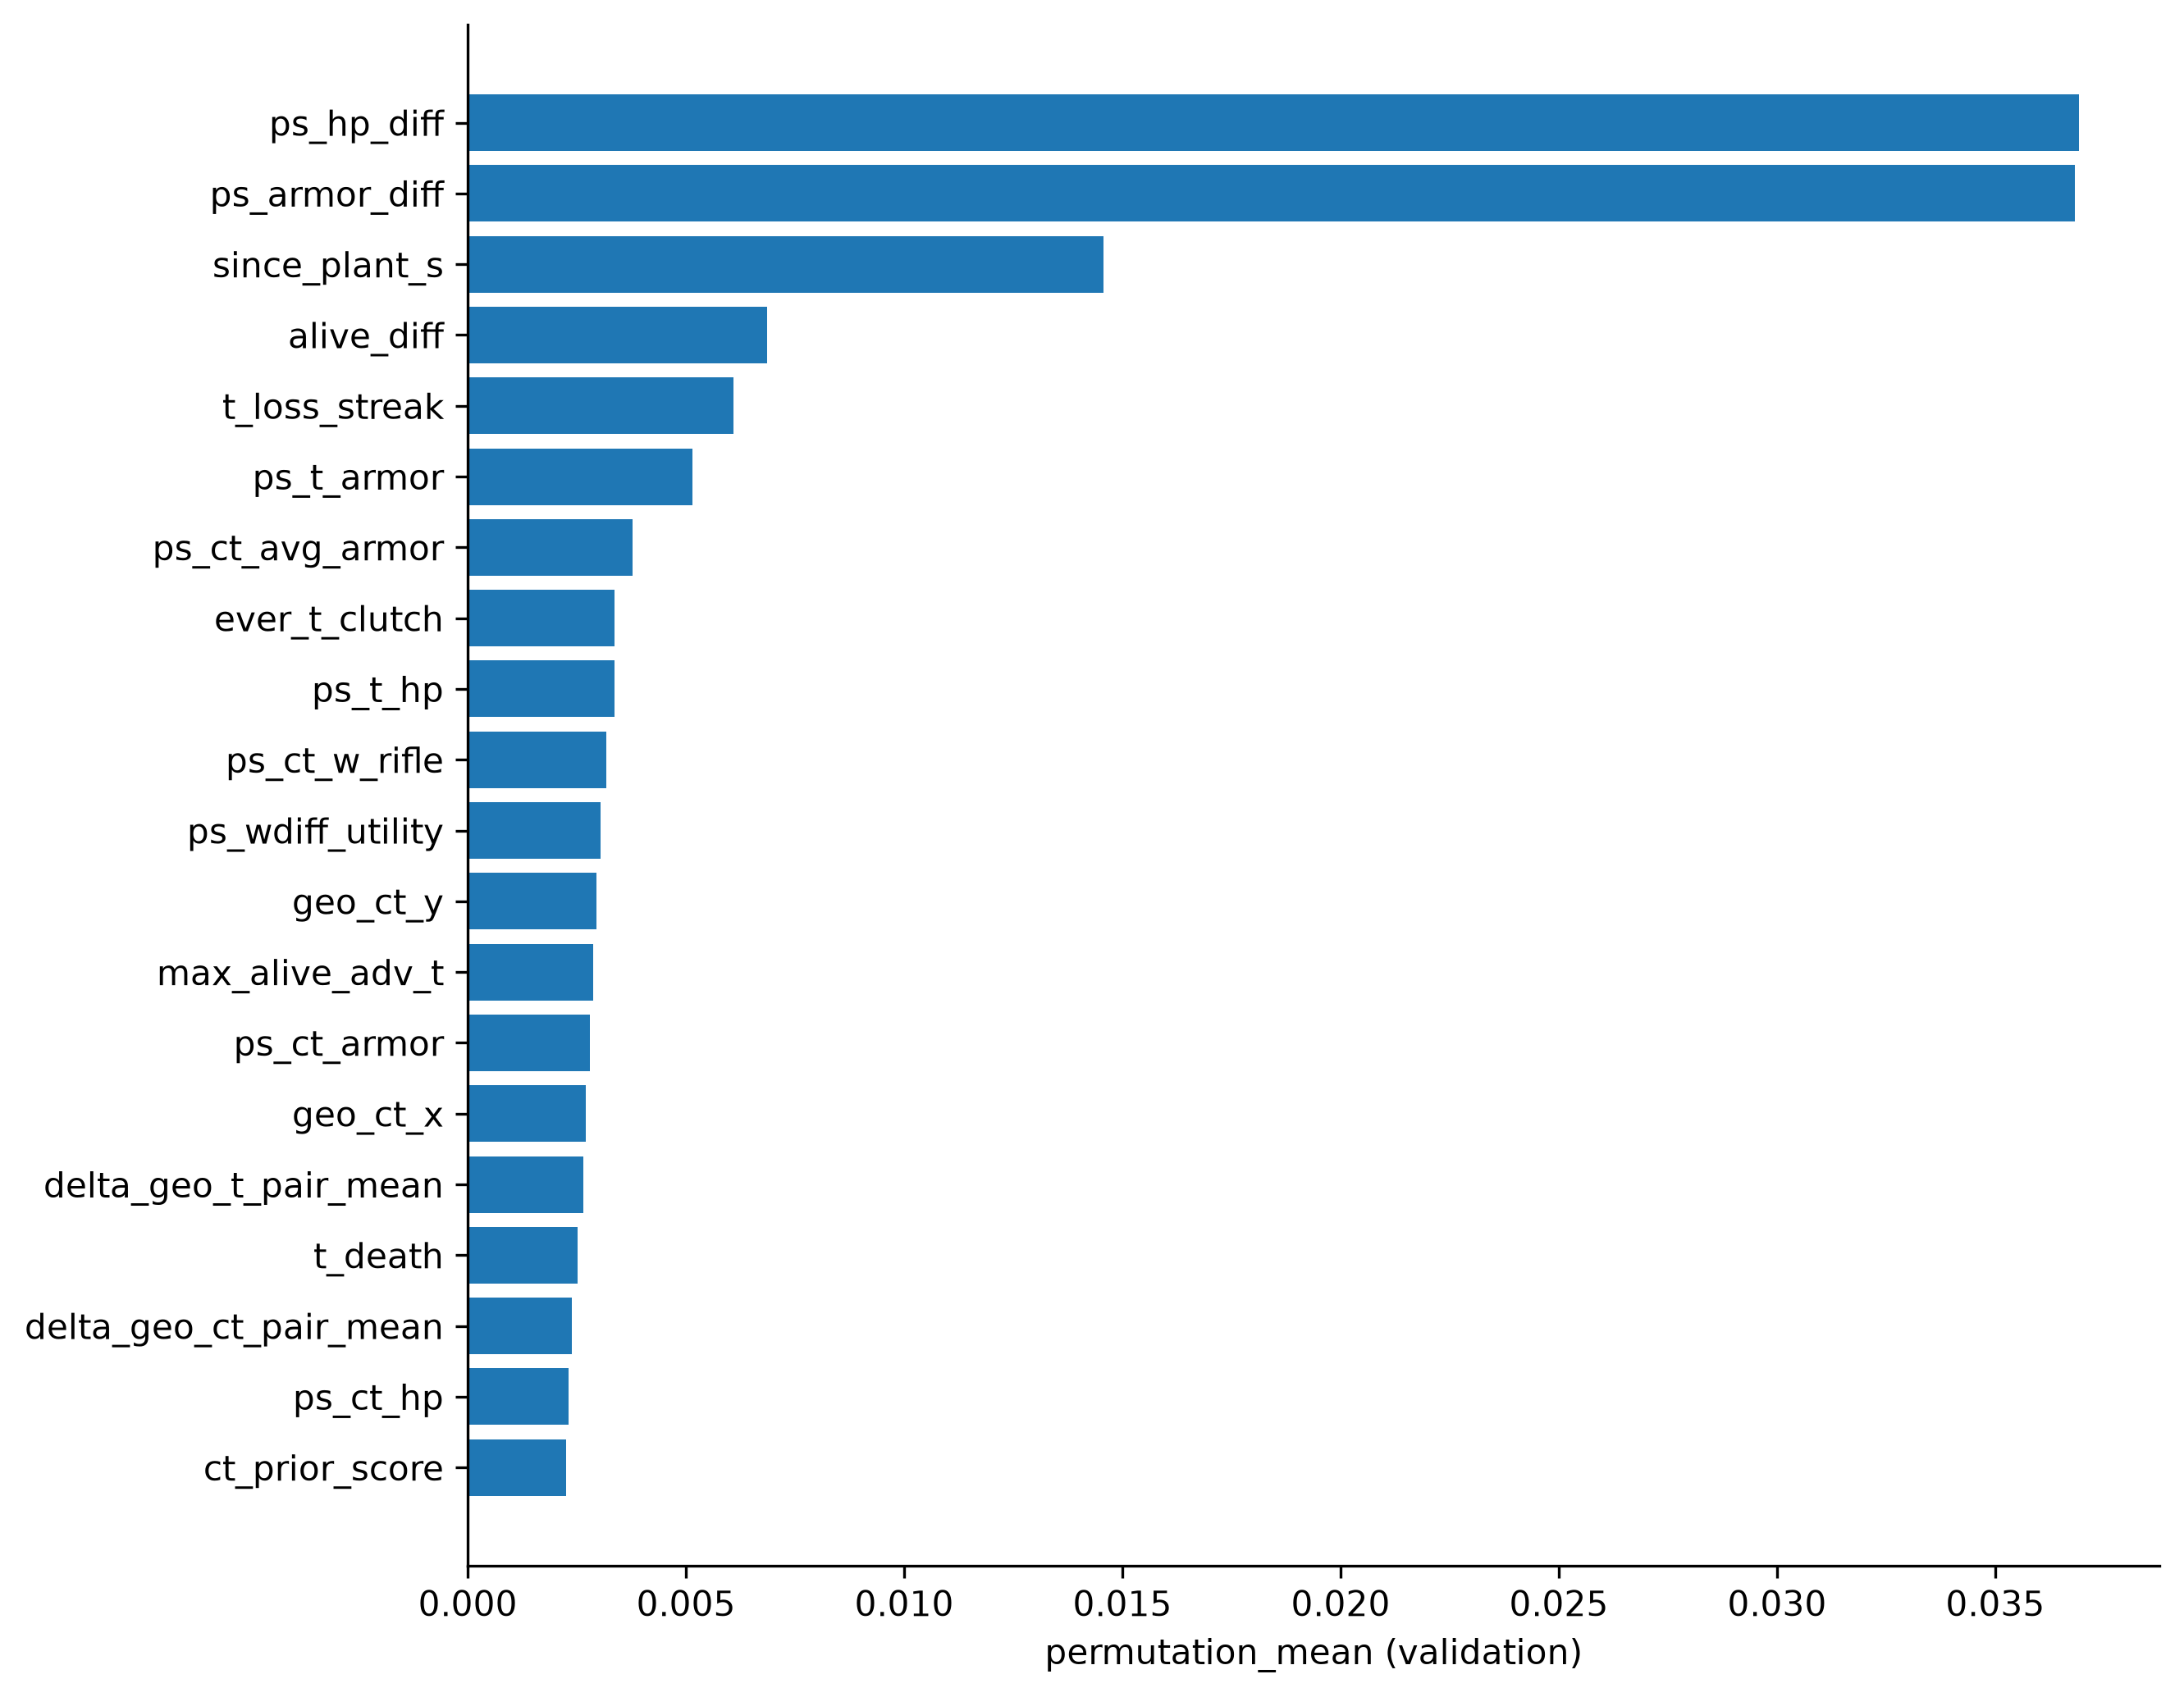 ps_hp_diff
ps_armor_diff
since_plant_s
alive_diff
t_loss_streak
ps_t_armor
ps_ct_avg_armor
ever_t_clutch
ps_t_hp
ps_ct_w_rifle
ps_wdiff_utility
geo_ct_y
max_alive_adv_t
ps_ct_armor
geo_ct_x
delta_geo_t_pair_mean
t_death
delta_geo_ct_pair_mean
ps_ct_hp
ct_prior_score
0.000 0.005 0.010 0.015 0.020 0.025 0.030 0.035
permutation_mean (validation)